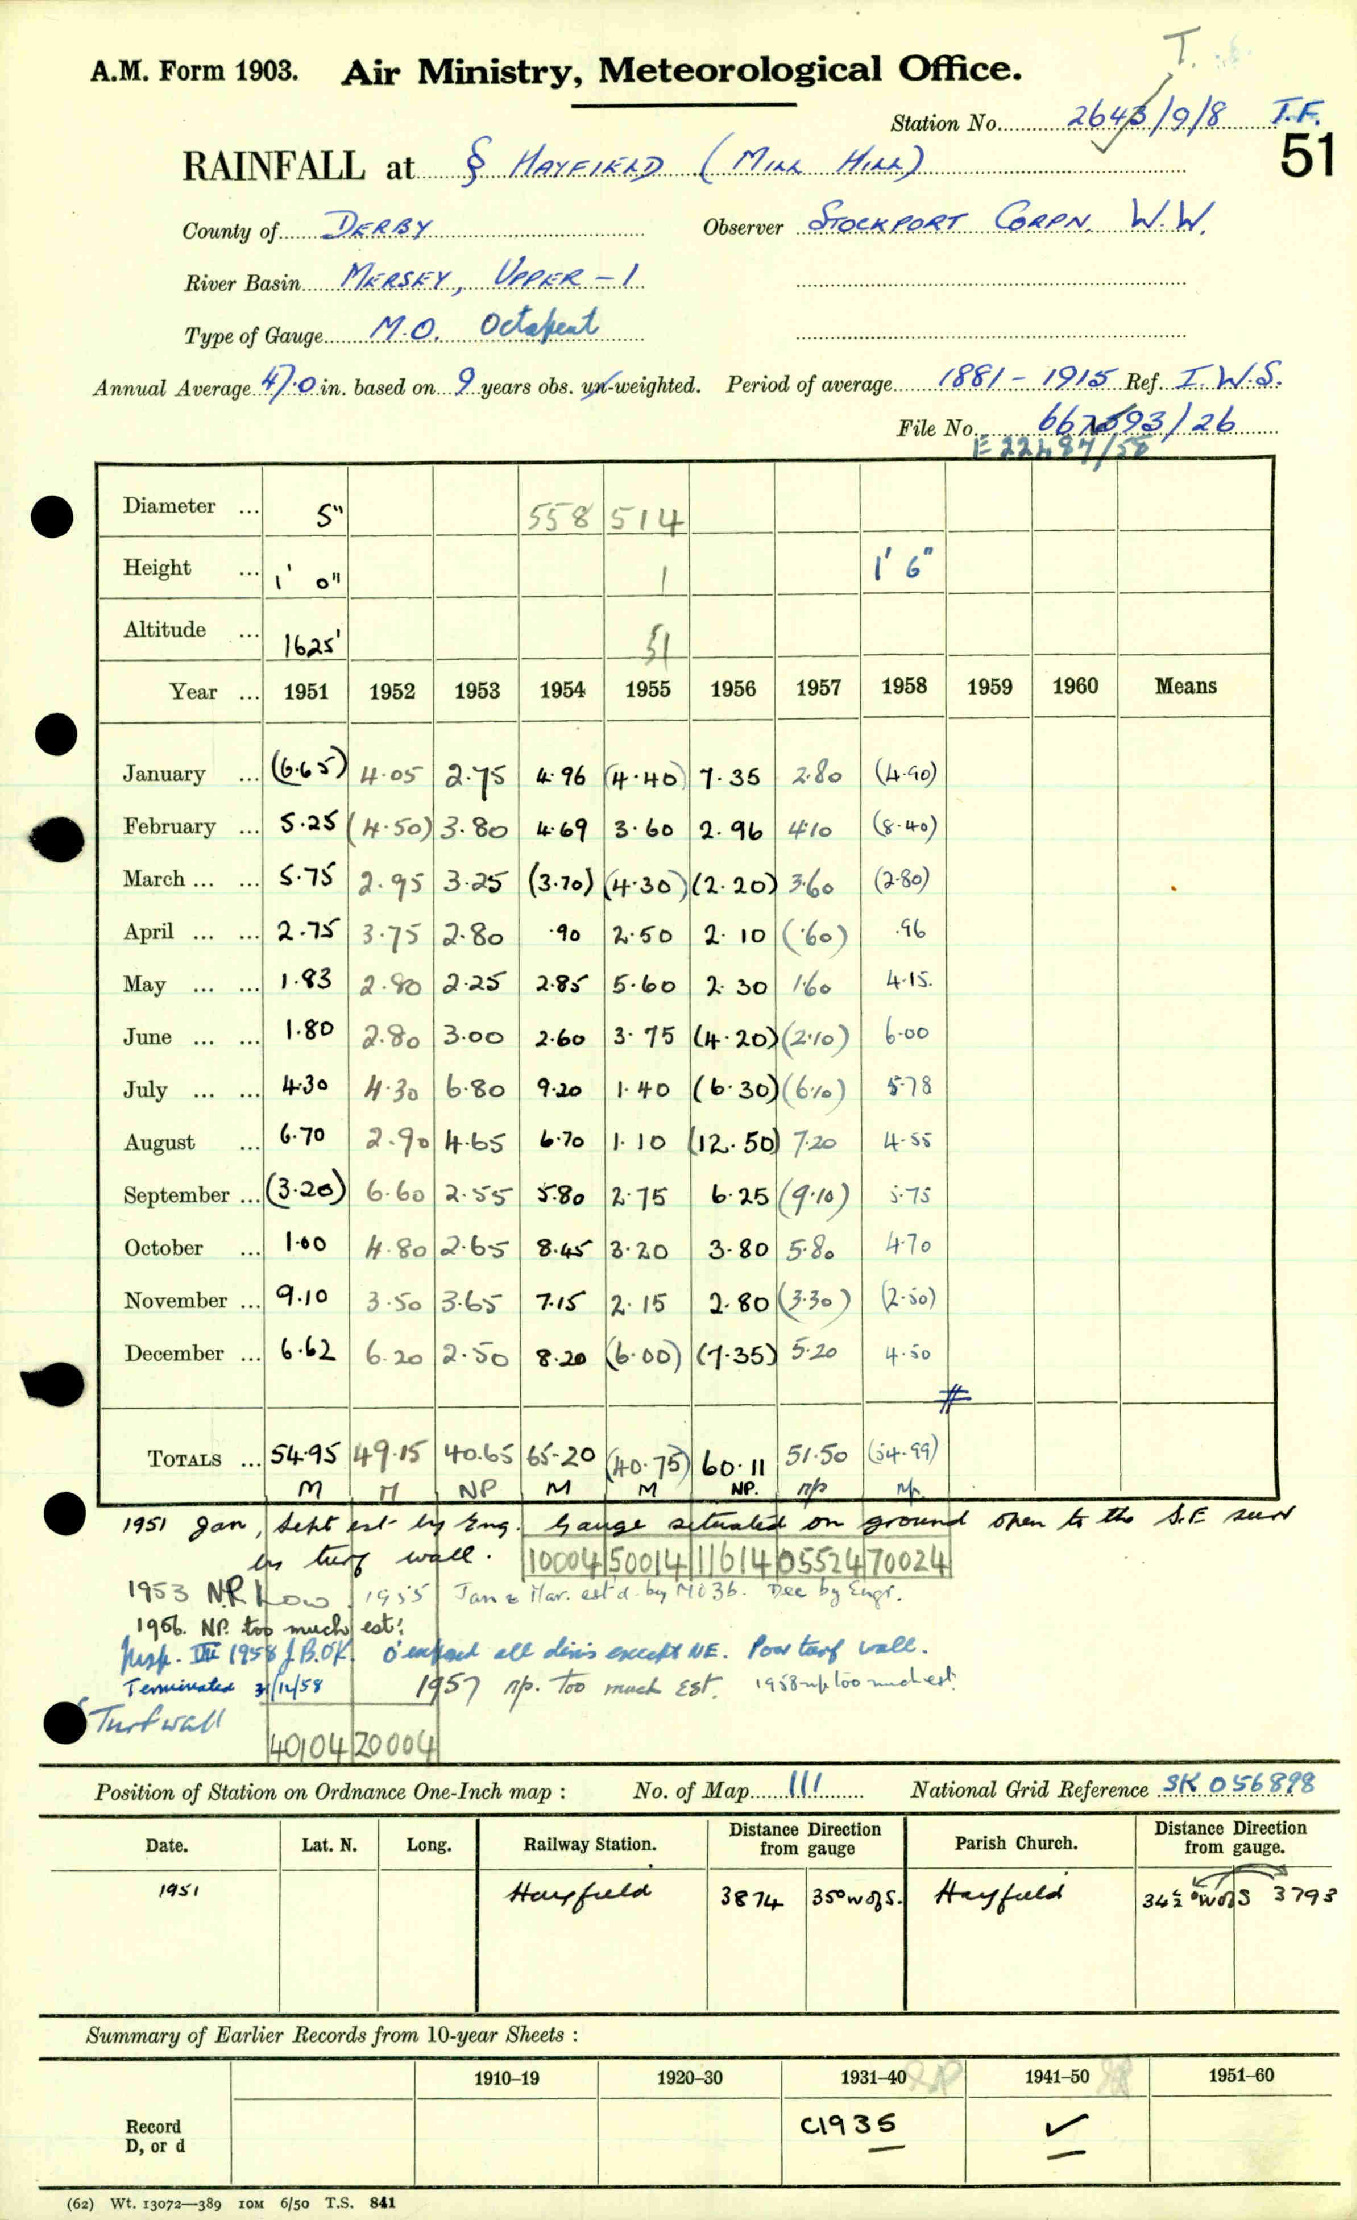 T.
A.M. Form 1903. Air Ministry, Meteorological Office.
Station No. 2643/9/8 I.F.
51
RAINFALL at § HAYFIELD (MILL HILL)
County of DERBY Observer STOCKPORT CORPN. W.W.
River Basin MERSEY, UPPER – 1
Type of Gauge M.O. Octapent
Annual Average 47.0 in. based on 9 years obs. un-weighted. Period of average 1881 – 1915 Ref. I.W.S.
File No. 667593/26
E 22487/58
Diameter ... 5" 558 514
Height ... 1' 0" 1 1' 6"
Altitude ... 1625' 51
Year ... 1951 1952 1953 1954 1955 1956 1957 1958 1959 1960 Means
January ... (6.65) 4.05 2.75 4.96 (4.40) 7.35 2.80 (4.90)
February ... 5.25 (4.50) 3.80 4.69 3.60 2.96 4.10 (8.40)
March ... ... 5.75 2.95 3.25 (3.70) (4.30) (2.20) 3.60 (2.80)
April ... ... 2.75 3.75 2.80 .90 2.50 2.10 (.60) .96
May ... ... 1.83 2.80 2.25 2.85 5.60 2.30 1.60 4.15.
June ... ... 1.80 2.80 3.00 2.60 3.75 (4.20) (2.10) 6.00
July ... ... 4.30 4.30 6.80 9.20 1.40 (6.30) (6.10) 5.78
August ... 6.70 2.90 4.65 6.70 1.10 (12.50) 7.20 4.55
September ... (3.20) 6.60 2.55 5.80 2.75 6.25 (9.10) 5.75
October ... 1.00 4.80 2.65 8.45 3.20 3.80 5.80 4.70
November ... 9.10 3.50 3.65 7.15 2.15 2.80 (3.30) (2.50)
December ... 6.62 6.20 2.50 8.20 (6.00) (7.35) 5.20 4.50
#
TOTALS ... 54.95 49.15 40.65 65.20 (40.75) 60.11 51.50 (54.99)
M M NP M M NP. np np.
1951 Jan, Sept est by Eng. Gauge situated on ground open to the S.E surr
by turf wall. 10004 50014 11614 05524 70024
1953 N.P. Low. 1955 Jan & Mar. est'd by MO3b. Dec by Engr.
1956. NP. too much est:
Insp. III 1958 J.B. O.K. O'exposed all dirns except NE. Poor turf wall.
Terminated 31/12/58 1957 np. Too much Est. 1958 np too much est:
Turf wall
40104 20004
Position of Station on Ordnance One-Inch map : No. of Map 111 National Grid Reference SK 056898
Date. Lat. N. Long. Railway Station. Distance Direction from gauge Parish Church. Distance Direction from gauge.
1951 Hayfield 3874 35° W of S. Hayfield 34½° W of S 3793
Summary of Earlier Records from 10-year Sheets :
1910–19 1920–30 1931–40 1941–50 1951–60
Record
D, or d C1935 ✓
(62) Wt. 13072—389 10M 6/50 T.S. 841